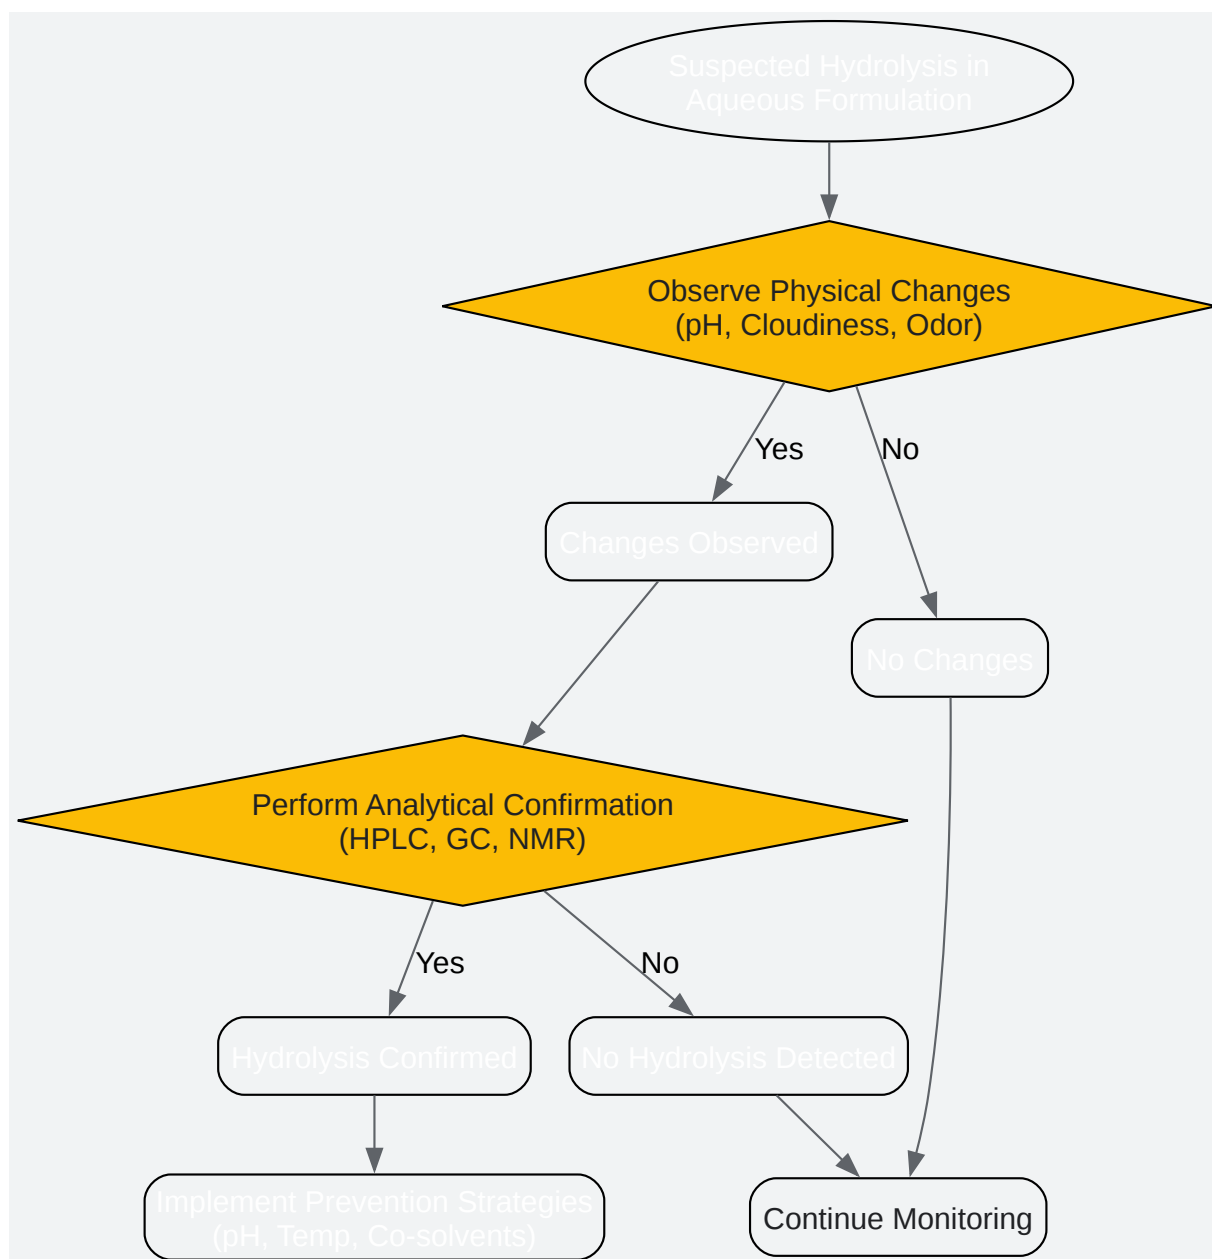 Suspected Hydrolysis in
Aqueous Formulation
Observe Physical Changes
(pH, Cloudiness, Odor)
Yes
No
Changes Observed
No Changes
Perform Analytical Confirmation
(HPLC, GC, NMR)
Yes
No
Hydrolysis Confirmed
No Hydrolysis Detected
Implement Prevention Strategies
(pH, Temp, Co-solvents)
Continue Monitoring